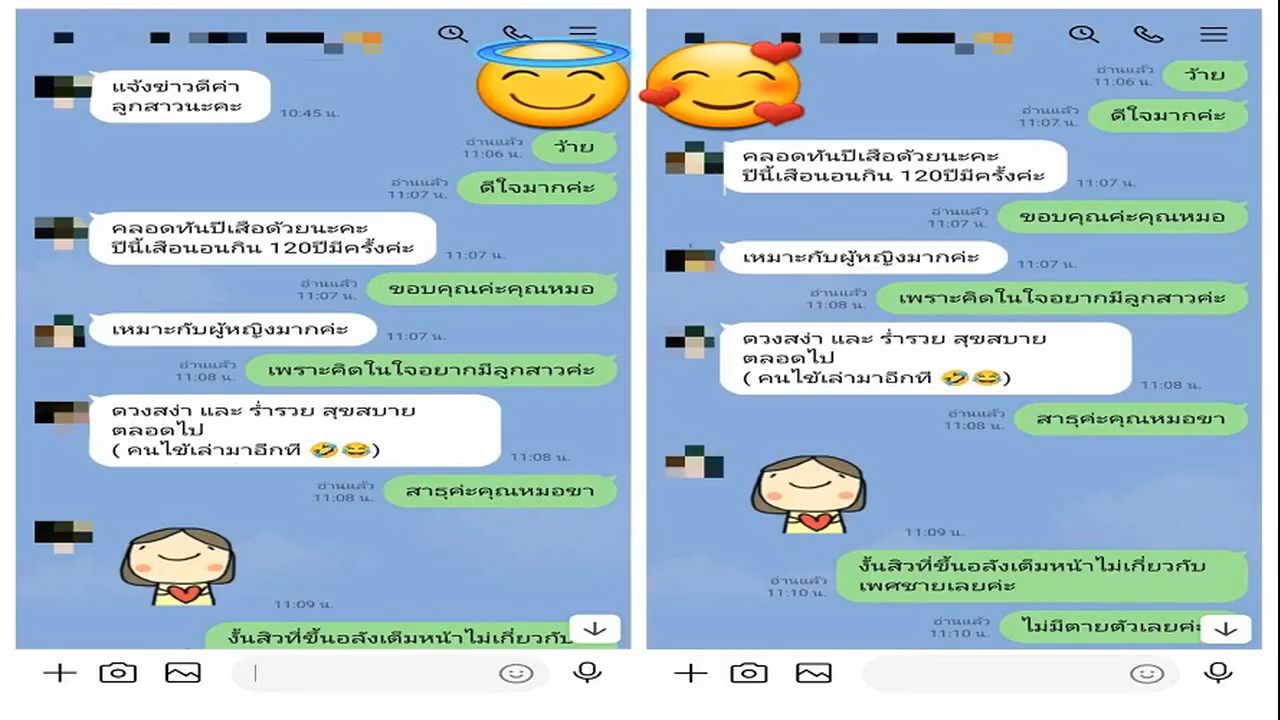 แจ้งข่าวดีค่า
ลูกสาวนะคะ
10:45 น.
อ่านแล้ว
11:06 น.
ว้าย
อ่านแล้ว
11:07 น.
ดีใจมากค่ะ
คลอดทันปีเสือด้วยนะคะ
ปีนี้เสือนอนกิน 120ปีมีครั้งค่ะ
11:07 น.
อ่านแล้ว
11:07 น.
ขอบคุณค่ะคุณหมอ
เหมาะกับผู้หญิงมากค่ะ
11:07 น.
อ่านแล้ว
11:08 น.
เพราะคิดในใจอยากมีลูกสาวค่ะ
ดวงสง่า และ ร่ำรวย สุขสบาย
ตลอดไป
( คนไข้เล่ามาอีกที 🤣😂)
11:08 น.
อ่านแล้ว
11:08 น.
สาธุค่ะคุณหมอขา
11:09 น.
งั้นสิวที่ขึ้นอลังเต็มหน้าไม่เกี่ยวกับ
อ่านแล้ว
11:06 น.
ว้าย
อ่านแล้ว
11:07 น.
ดีใจมากค่ะ
คลอดทันปีเสือด้วยนะคะ
ปีนี้เสือนอนกิน 120ปีมีครั้งค่ะ
11:07 น.
อ่านแล้ว
11:07 น.
ขอบคุณค่ะคุณหมอ
เหมาะกับผู้หญิงมากค่ะ
11:07 น.
อ่านแล้ว
11:08 น.
เพราะคิดในใจอยากมีลูกสาวค่ะ
ดวงสง่า และ ร่ำรวย สุขสบาย
ตลอดไป
( คนไข้เล่ามาอีกที 🤣😂)
11:08 น.
อ่านแล้ว
11:08 น.
สาธุค่ะคุณหมอขา
11:09 น.
อ่านแล้ว
11:10 น.
งั้นสิวที่ขึ้นอลังเต็มหน้าไม่เกี่ยวกับ
เพศชายเลยค่ะ
อ่านแล้ว
11:10 น.
ไม่มีตายตัวเลยค่ะ